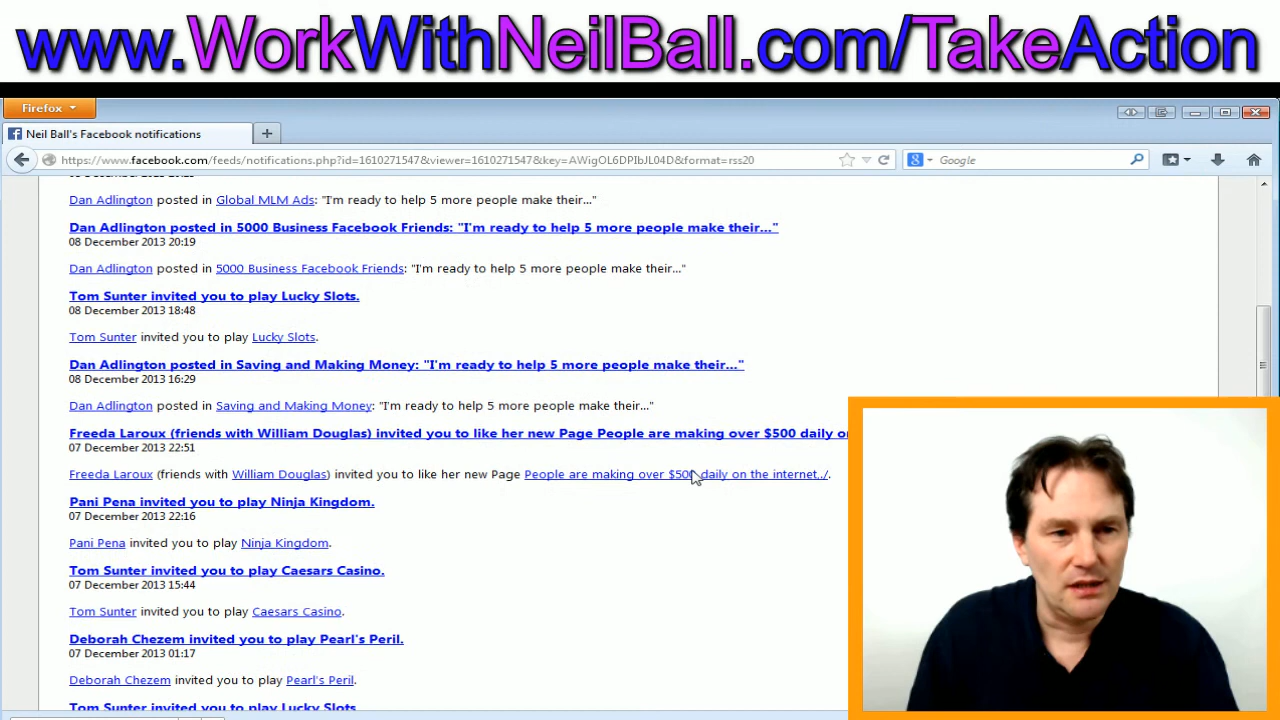 www.WorkWithNeilBall.com/TakeAction
Firefox
Neil Ball's Facebook notifications
https://www.facebook.com/feeds/notifications.php?id=1610271547&viewer=1610271547&key=AWigOL6DPIbJL04D&format=rss20
Google
Dan Adlington posted in Global MLM Ads: "I'm ready to help 5 more people make their..."
Dan Adlington posted in 5000 Business Facebook Friends: "I'm ready to help 5 more people make their..."
08 December 2013 20:19
Dan Adlington posted in 5000 Business Facebook Friends: "I'm ready to help 5 more people make their..."
Tom Sunter invited you to play Lucky Slots.
08 December 2013 18:48
Tom Sunter invited you to play Lucky Slots.
Dan Adlington posted in Saving and Making Money: "I'm ready to help 5 more people make their..."
08 December 2013 16:29
Dan Adlington posted in Saving and Making Money: "I'm ready to help 5 more people make their..."
Freeda Laroux (friends with William Douglas) invited you to like her new Page People are making over $500 daily
07 December 2013 22:51
Freeda Laroux (friends with William Douglas) invited you to like her new Page People are making over $500 daily on the internet../.
Pani Pena invited you to play Ninja Kingdom.
07 December 2013 22:16
Pani Pena invited you to play Ninja Kingdom.
Tom Sunter invited you to play Caesars Casino.
07 December 2013 15:44
Tom Sunter invited you to play Caesars Casino.
Deborah Chezem invited you to play Pearl's Peril.
07 December 2013 01:17
Deborah Chezem invited you to play Pearl's Peril.
Tom Sunter invited you to play Lucky Slots.